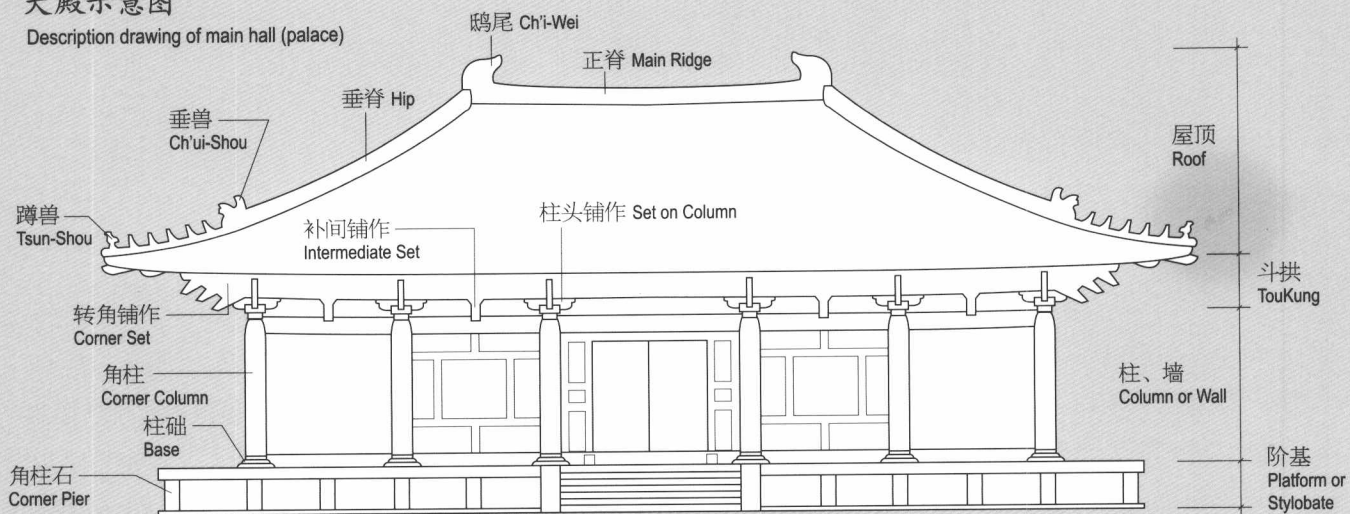 大殿示意图
Description drawing of main hall (palace)
鸱尾 Ch'i-Wei
正脊 Main Ridge
垂脊 Hip
垂兽
Ch'ui-Shou
屋顶
Roof
蹲兽
Tsun-Shou
补间铺作
Intermediate Set
柱头铺作 Set on Column
斗拱
TouKung
转角铺作
Corner Set
角柱
Corner Column
柱、墙
Column or Wall
柱础
Base
角柱石
Corner Pier
阶基
Platform or
Stylobate